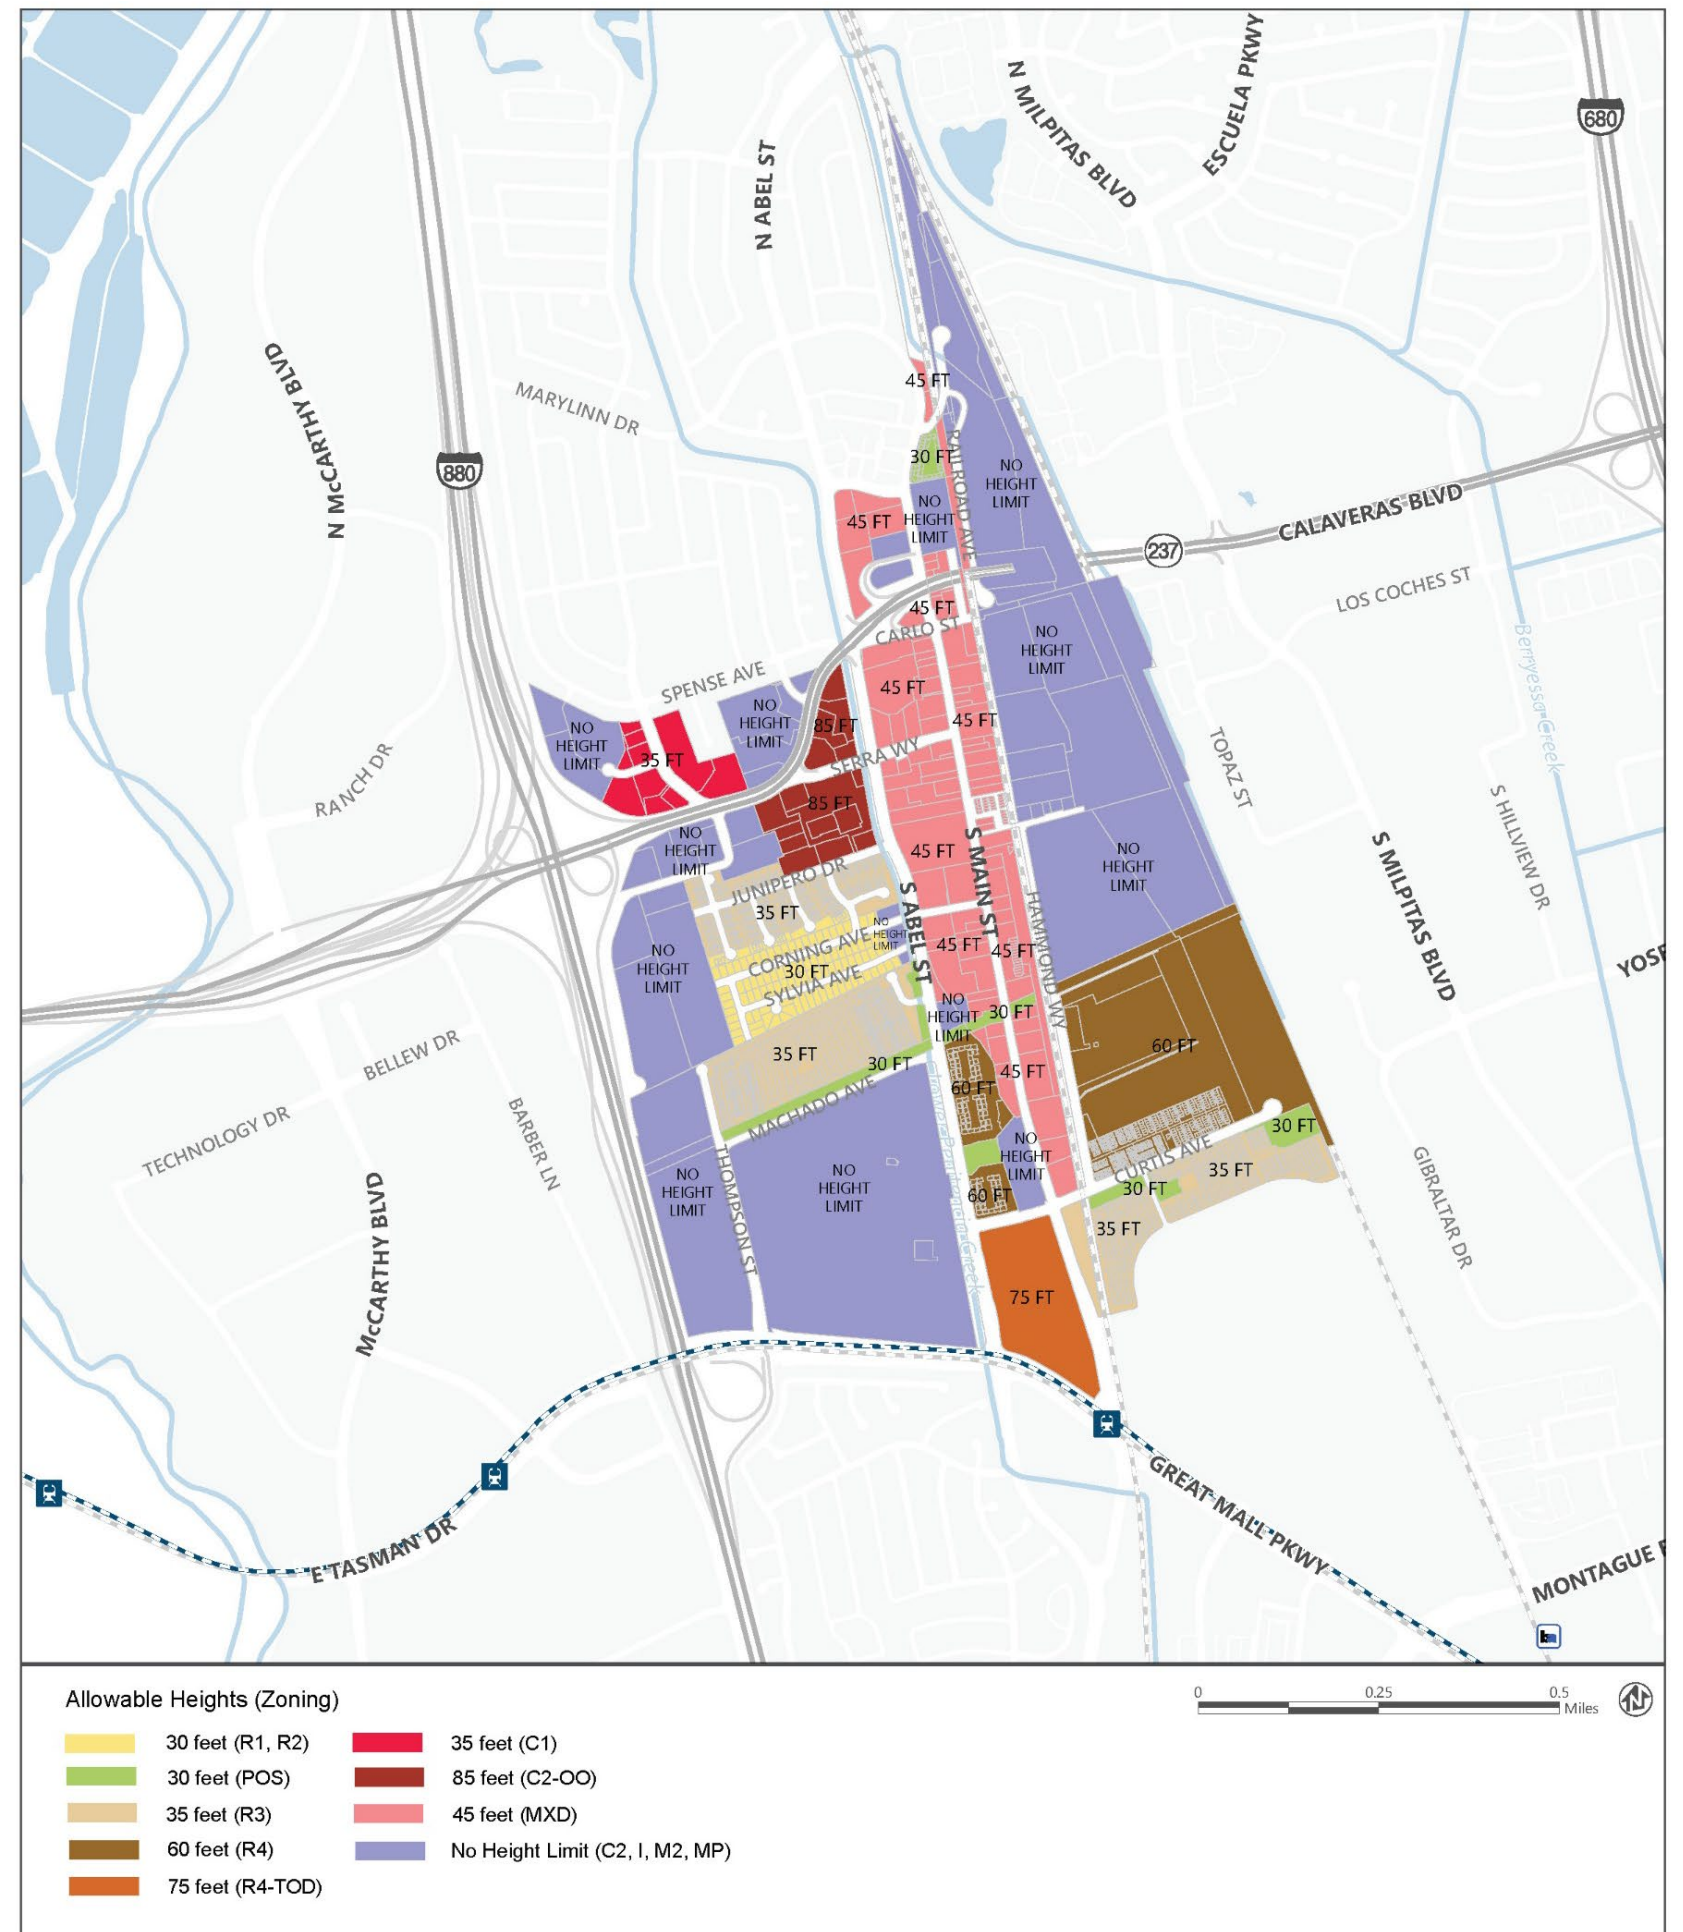 N MILPITAS BLVD
ESCUELA PKWY
680
N ABEL ST
N McCARTHY BLVD
MARYLINN DR
880
45 FT
30 FT
RAILROAD AVE
NO
HEIGHT
LIMIT
NO
HEIGHT
LIMIT
45 FT
CALAVERAS BLVD
237
LOS COCHES ST
45 FT
CARLO ST
NO
HEIGHT
LIMIT
Berryessa Creek
SPENSE AVE
45 FT
45 FT
NO
HEIGHT
LIMIT
NO
HEIGHT
LIMIT
85 FT
35 FT
SERRA WY
RANCH DR
TOPAZ ST
S HILLVIEW DR
85 FT
NO
HEIGHT
LIMIT
45 FT
S MAIN ST
NO
HEIGHT
LIMIT
S MILPITAS BLVD
JUNIPERO DR
35 FT
S ABEL ST
HAMMOND WY
NO
HEIGHT
LIMIT
CORNING AVE
45 FT
45 FT
NO
HEIGHT
LIMIT
30 FT
SYLVIA AVE
NO
HEIGHT
LIMIT
30 FT
35 FT
30 FT
60 FT
BELLEW DR
45 FT
60 FT
MACHADO AVE
TECHNOLOGY DR
BARBER LN
30 FT
NO
HEIGHT
LIMIT
CURTIS AVE
35 FT
GIBRALTAR DR
NO
HEIGHT
LIMIT
THOMPSON ST
NO
HEIGHT
LIMIT
60 FT
30 FT
35 FT
McCARTHY BLVD
75 FT
GREAT MALL PKWY
E TASMAN DR
MONTAGUE
Allowable Heights (Zoning)
30 feet (R1, R2)
30 feet (POS)
35 feet (R3)
60 feet (R4)
75 feet (R4-TOD)
35 feet (C1)
85 feet (C2-OO)
45 feet (MXD)
No Height Limit (C2, I, M2, MP)
0 0.25 0.5
Miles
N